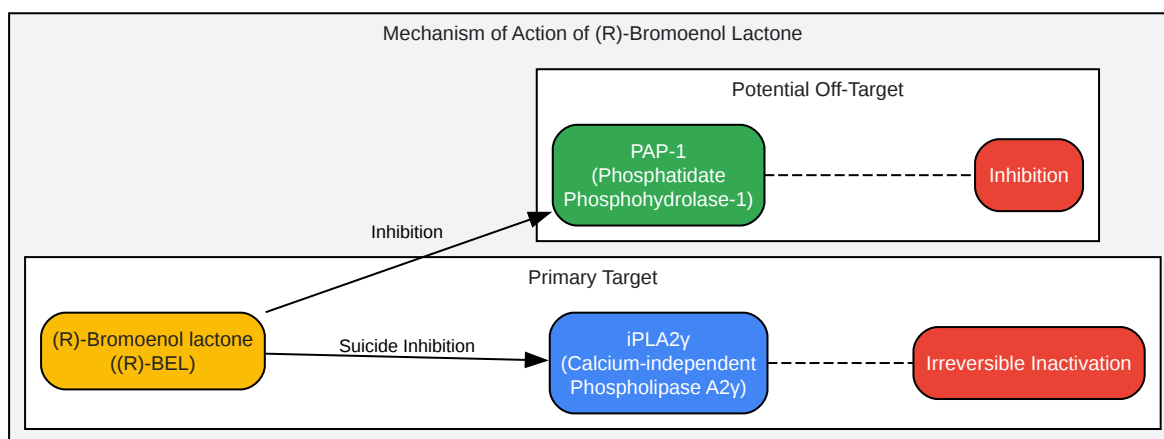 Mechanism of Action of (R)-Bromoenol Lactone
Potential Off-Target
PAP-1
(Phosphatidate
Phosphohydrolase-1)
Inhibition
Inhibition
Primary Target
(R)-Bromoenol lactone
((R)-BEL)
Suicide Inhibition
iPLA2γ
(Calcium-independent
Phospholipase A2γ)
Irreversible Inactivation